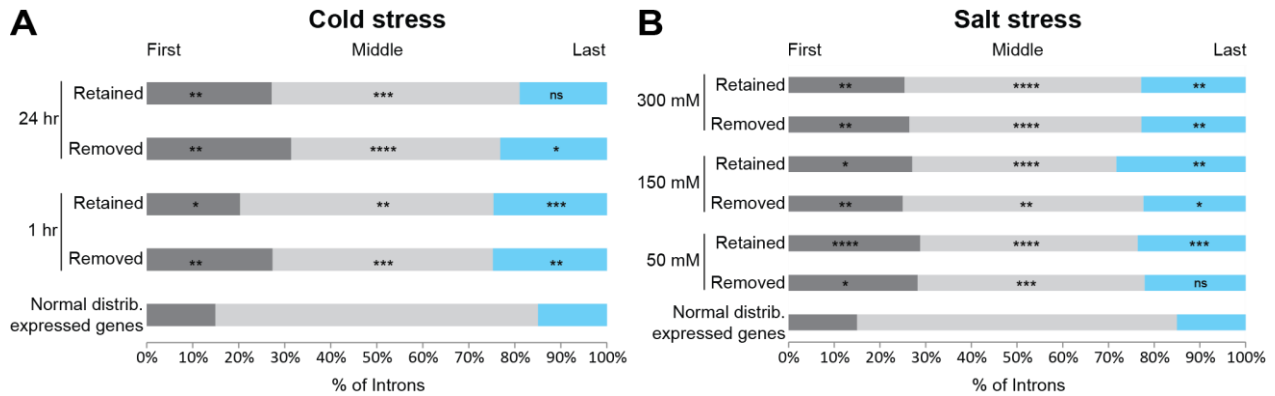 A
Cold stress
First Middle Last
24 hr
Retained ** *** ns
Removed ** **** *
1 hr
Retained * ** ***
Removed ** *** **
Normal distrib.
expressed genes
0% 10% 20% 30% 40% 50% 60% 70% 80% 90% 100%
% of Introns
B
Salt stress
First Middle Last
300 mM
Retained ** **** **
Removed ** **** **
150 mM
Retained * **** **
Removed ** ** *
50 mM
Retained **** **** ***
Removed * *** ns
Normal distrib.
expressed genes
0% 10% 20% 30% 40% 50% 60% 70% 80% 90% 100%
% of Introns